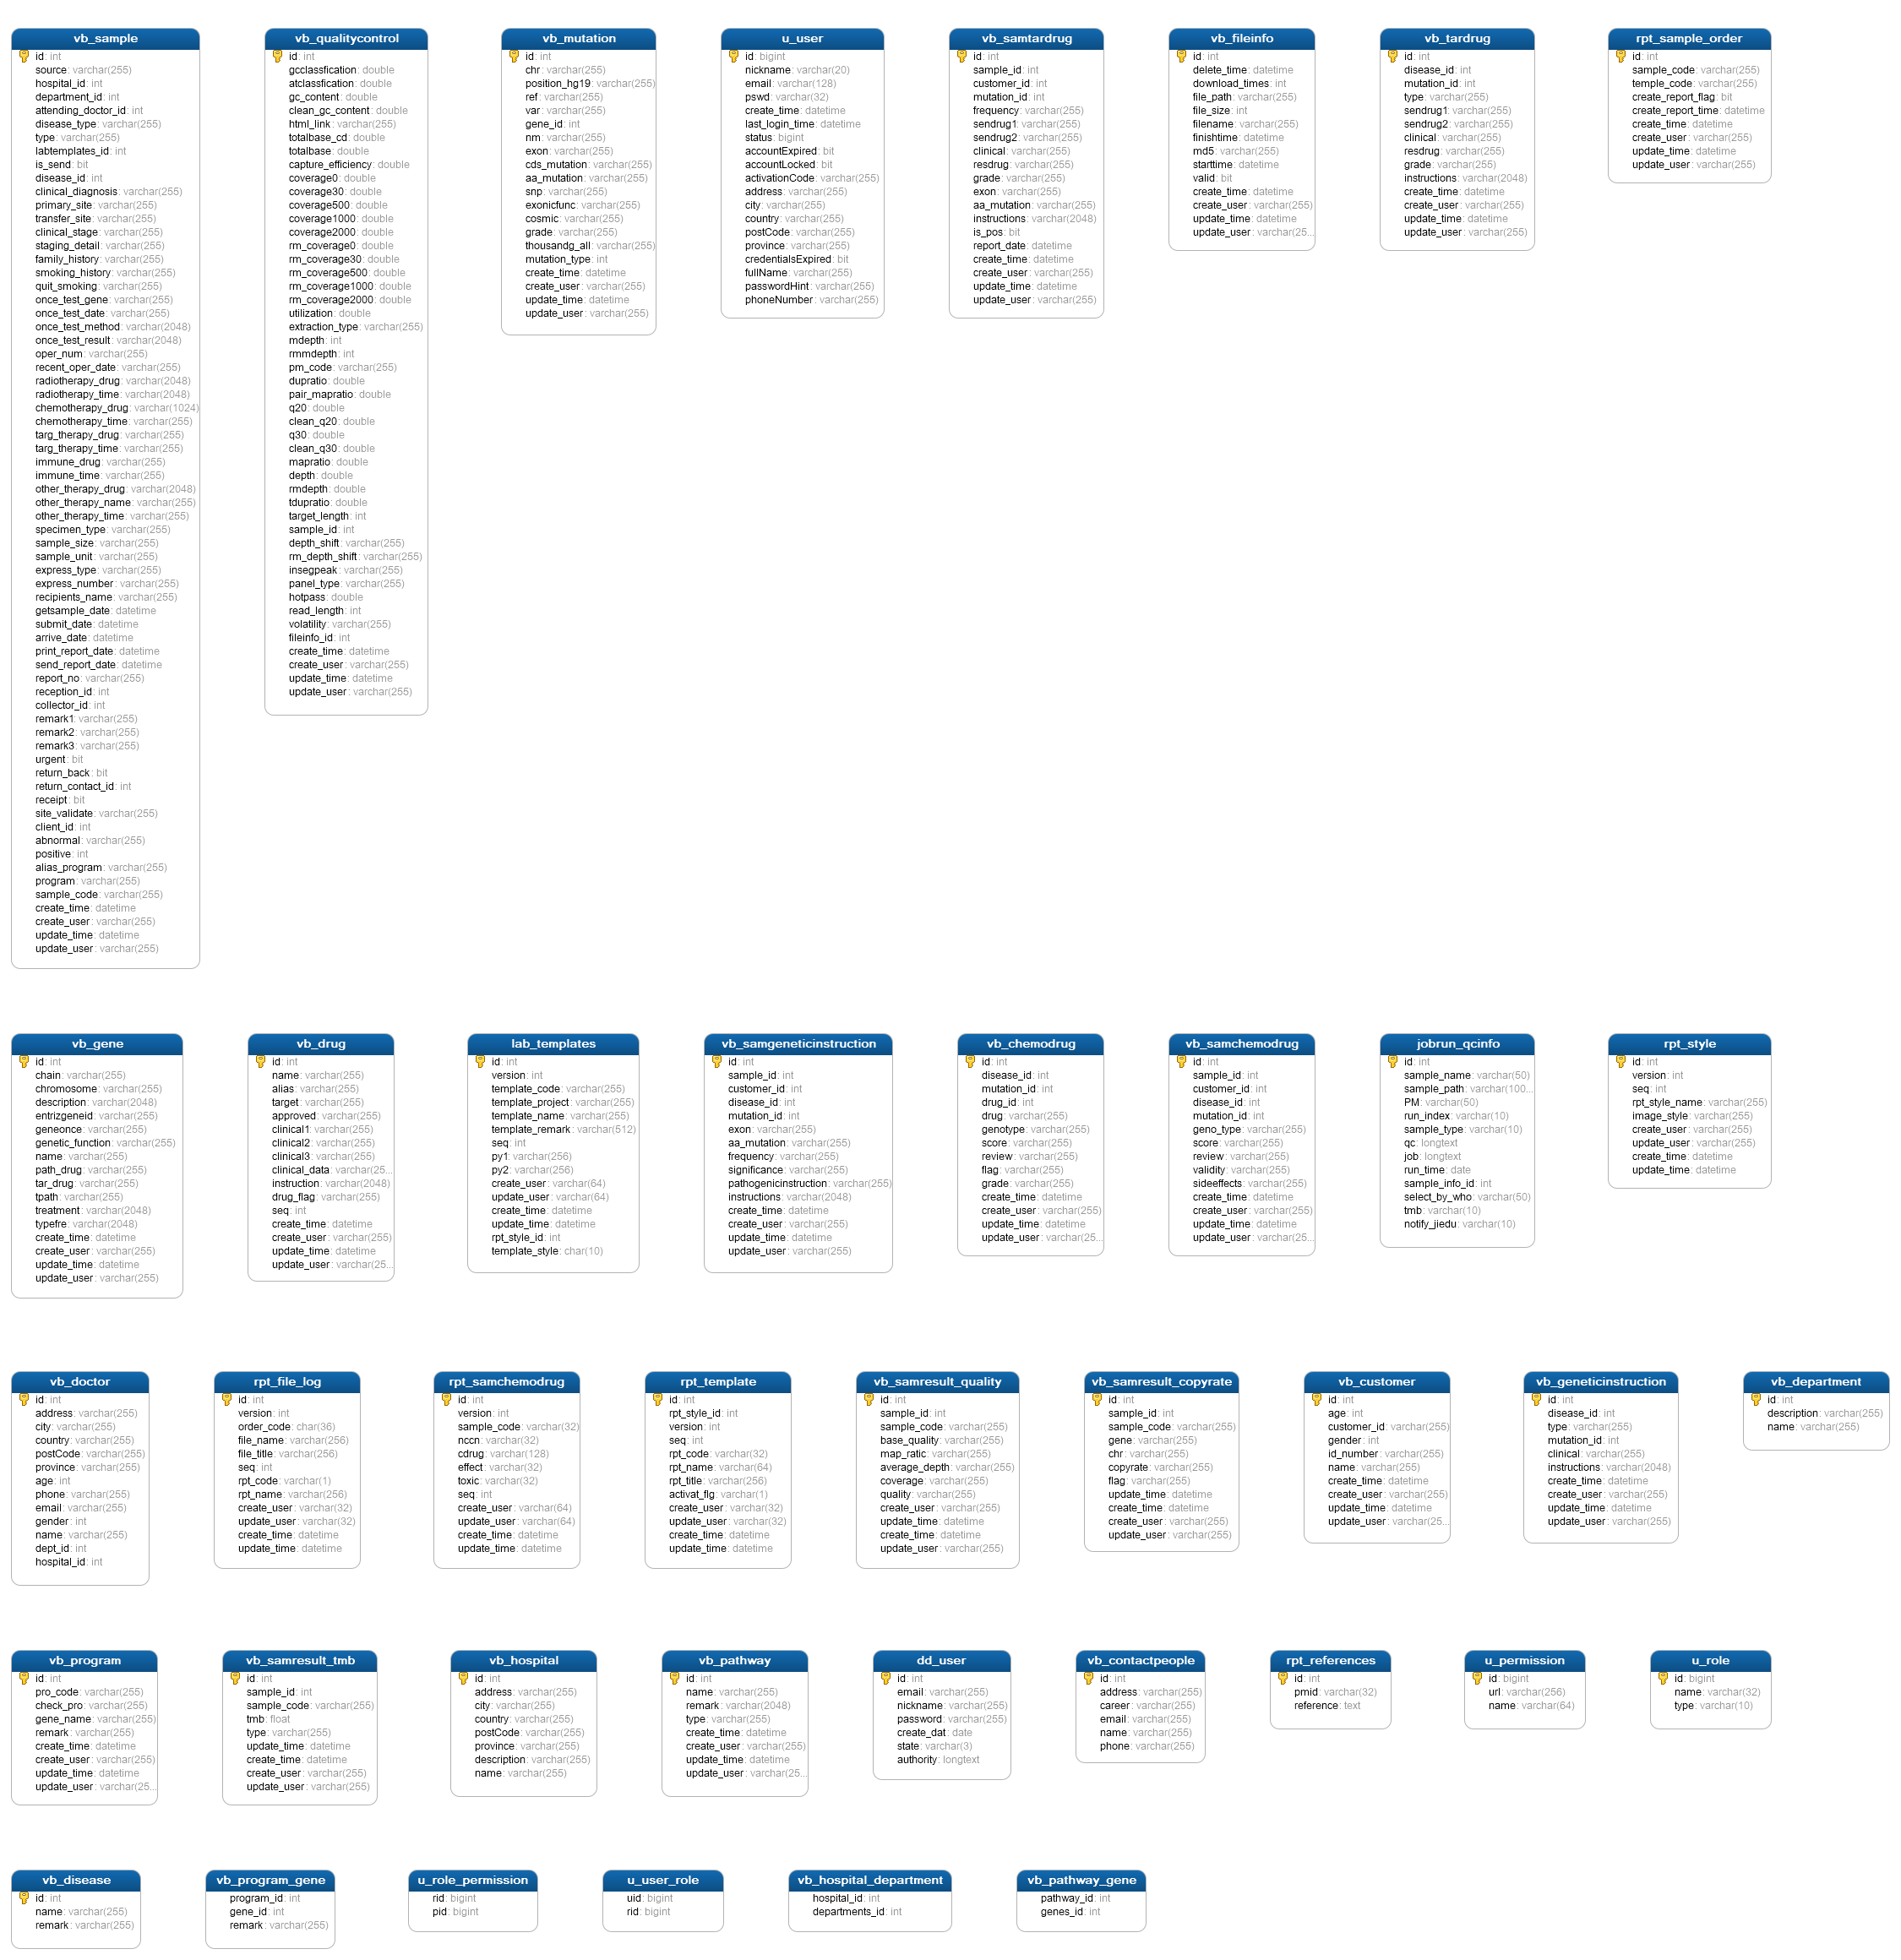 vb_sample
id: int
source: varchar(255)
hospital_id: int
department_id: int
attending_doctor_id: int
disease_type: varchar(255)
type: varchar(255)
labtemplates_id: int
is_send: bit
disease_id: int
clinical_diagnosis: varchar(255)
primary_site: varchar(255)
transfer_site: varchar(255)
clinical_stage: varchar(255)
staging_detail: varchar(255)
family_history: varchar(255)
smoking_history: varchar(255)
quit_smoking: varchar(255)
once_test_gene: varchar(255)
once_test_date: varchar(255)
once_test_method: varchar(2048)
once_test_result: varchar(2048)
oper_num: varchar(255)
recent_oper_date: varchar(255)
radiotherapy_drug: varchar(2048)
radiotherapy_time: varchar(2048)
chemotherapy_drug: varchar(1024)
chemotherapy_time: varchar(255)
targ_therapy_drug: varchar(255)
targ_therapy_time: varchar(255)
immune_drug: varchar(255)
immune_time: varchar(255)
other_therapy_drug: varchar(2048)
other_therapy_name: varchar(255)
other_therapy_time: varchar(255)
specimen_type: varchar(255)
sample_size: varchar(255)
sample_unit: varchar(255)
express_type: varchar(255)
express_number: varchar(255)
recipients_name: varchar(255)
getsample_date: datetime
submit_date: datetime
arrive_date: datetime
print_report_date: datetime
send_report_date: datetime
report_no: varchar(255)
reception_id: int
collector_id: int
remark1: varchar(255)
remark2: varchar(255)
remark3: varchar(255)
urgent: bit
return_back: bit
return_contact_id: int
receipt: bit
site_validate: varchar(255)
client_id: int
abnormal: varchar(255)
positive: int
alias_program: varchar(255)
program: varchar(255)
sample_code: varchar(255)
create_time: datetime
create_user: varchar(255)
update_time: datetime
update_user: varchar(255)
vb_qualitycontrol
id: int
gcclassfication: double
atclassfication: double
gc_content: double
clean_gc_content: double
html_link: varchar(255)
totalbase_cd: double
totalbase: double
capture_efficiency: double
coverage0: double
coverage30: double
coverage500: double
coverage1000: double
coverage2000: double
rm_coverage0: double
rm_coverage30: double
rm_coverage500: double
rm_coverage1000: double
rm_coverage2000: double
utilization: double
extraction_type: varchar(255)
mdepth: int
rmmdepth: int
pm_code: varchar(255)
dupratio: double
pair_mapratio: double
q20: double
clean_q20: double
q30: double
clean_q30: double
mapratio: double
depth: double
rmdepth: double
tdupratio: double
target_length: int
sample_id: int
depth_shift: varchar(255)
rm_depth_shift: varchar(255)
insegpeak: varchar(255)
panel_type: varchar(255)
hotpass: double
read_length: int
volatility: varchar(255)
fileinfo_id: int
create_time: datetime
create_user: varchar(255)
update_time: datetime
update_user: varchar(255)
vb_mutation
id: int
chr: varchar(255)
position_hg19: varchar(255)
ref: varchar(255)
var: varchar(255)
gene_id: int
nm: varchar(255)
exon: varchar(255)
cds_mutation: varchar(255)
aa_mutation: varchar(255)
snp: varchar(255)
exonicfunc: varchar(255)
cosmic: varchar(255)
grade: varchar(255)
thousandg_all: varchar(255)
mutation_type: int
create_time: datetime
create_user: varchar(255)
update_time: datetime
update_user: varchar(255)
u_user
id: bigint
nickname: varchar(20)
email: varchar(128)
pswd: varchar(32)
create_time: datetime
last_login_time: datetime
status: bigint
accountExpired: bit
accountLocked: bit
activationCode: varchar(255)
address: varchar(255)
city: varchar(255)
country: varchar(255)
postCode: varchar(255)
province: varchar(255)
credentialsExpired: bit
fullName: varchar(255)
passwordHint: varchar(255)
phoneNumber: varchar(255)
vb_samtardrug
id: int
sample_id: int
customer_id: int
mutation_id: int
frequency: varchar(255)
sendrug1: varchar(255)
sendrug2: varchar(255)
clinical: varchar(255)
resdrug: varchar(255)
grade: varchar(255)
exon: varchar(255)
aa_mutation: varchar(255)
instructions: varchar(2048)
is_pos: bit
report_date: datetime
create_time: datetime
create_user: varchar(255)
update_time: datetime
update_user: varchar(255)
vb_fileinfo
id: int
delete_time: datetime
download_times: int
file_path: varchar(255)
file_size: int
filename: varchar(255)
finishtime: datetime
md5: varchar(255)
starttime: datetime
valid: bit
create_time: datetime
create_user: varchar(255)
update_time: datetime
update_user: varchar(25...
vb_tardrug
id: int
disease_id: int
mutation_id: int
type: varchar(255)
sendrug1: varchar(255)
sendrug2: varchar(255)
clinical: varchar(255)
resdrug: varchar(255)
grade: varchar(255)
instructions: varchar(2048)
create_time: datetime
create_user: varchar(255)
update_time: datetime
update_user: varchar(255)
rpt_sample_order
id: int
sample_code: varchar(255)
temple_code: varchar(255)
create_report_flag: bit
create_report_time: datetime
create_time: datetime
create_user: varchar(255)
update_time: datetime
update_user: varchar(255)
vb_gene
id: int
chain: varchar(255)
chromosome: varchar(255)
description: varchar(2048)
entrizgeneid: varchar(255)
geneonce: varchar(255)
genetic_function: varchar(255)
name: varchar(255)
path_drug: varchar(255)
tar_drug: varchar(255)
tpath: varchar(255)
treatment: varchar(2048)
typefre: varchar(2048)
create_time: datetime
create_user: varchar(255)
update_time: datetime
update_user: varchar(255)
vb_drug
id: int
name: varchar(255)
alias: varchar(255)
target: varchar(255)
approved: varchar(255)
clinical1: varchar(255)
clinical2: varchar(255)
clinical3: varchar(255)
clinical_data: varchar(25...
instruction: varchar(2048)
drug_flag: varchar(255)
seq: int
create_time: datetime
create_user: varchar(255)
update_time: datetime
update_user: varchar(25...
lab_templates
id: int
version: int
template_code: varchar(255)
template_project: varchar(255)
template_name: varchar(255)
template_remark: varchar(512)
seq: int
py1: varchar(256)
py2: varchar(256)
create_user: varchar(64)
update_user: varchar(64)
create_time: datetime
update_time: datetime
rpt_style_id: int
template_style: char(10)
vb_samgeneticinstruction
id: int
sample_id: int
customer_id: int
disease_id: int
mutation_id: int
exon: varchar(255)
aa_mutation: varchar(255)
frequency: varchar(255)
significance: varchar(255)
pathogenicinstruction: varchar(255)
instructions: varchar(2048)
create_time: datetime
create_user: varchar(255)
update_time: datetime
update_user: varchar(255)
vb_chemodrug
id: int
disease_id: int
mutation_id: int
drug_id: int
drug: varchar(255)
genotype: varchar(255)
score: varchar(255)
review: varchar(255)
flag: varchar(255)
grade: varchar(255)
create_time: datetime
create_user: varchar(255)
update_time: datetime
update_user: varchar(25...
vb_samchemodrug
id: int
sample_id: int
customer_id: int
disease_id: int
mutation_id: int
geno_type: varchar(255)
score: varchar(255)
review: varchar(255)
validity: varchar(255)
sideeffects: varchar(255)
create_time: datetime
create_user: varchar(255)
update_time: datetime
update_user: varchar(25...
jobrun_qcinfo
id: int
sample_name: varchar(50)
sample_path: varchar(100...
PM: varchar(50)
run_index: varchar(10)
sample_type: varchar(10)
qc: longtext
job: longtext
run_time: date
sample_info_id: int
select_by_who: varchar(50)
tmb: varchar(10)
notify_jiedu: varchar(10)
rpt_style
id: int
version: int
seq: int
rpt_style_name: varchar(255)
image_style: varchar(255)
create_user: varchar(255)
update_user: varchar(255)
create_time: datetime
update_time: datetime
vb_doctor
id: int
address: varchar(255)
city: varchar(255)
country: varchar(255)
postCode: varchar(255)
province: varchar(255)
age: int
phone: varchar(255)
email: varchar(255)
gender: int
name: varchar(255)
dept_id: int
hospital_id: int
rpt_file_log
id: int
version: int
order_code: char(36)
file_name: varchar(256)
file_title: varchar(256)
seq: int
rpt_code: varchar(1)
rpt_name: varchar(256)
create_user: varchar(32)
update_user: varchar(32)
create_time: datetime
update_time: datetime
rpt_samchemodrug
id: int
version: int
sample_code: varchar(32)
nccn: varchar(32)
cdrug: varchar(128)
effect: varchar(32)
toxic: varchar(32)
seq: int
create_user: varchar(64)
update_user: varchar(64)
create_time: datetime
update_time: datetime
rpt_template
id: int
rpt_style_id: int
version: int
seq: int
rpt_code: varchar(32)
rpt_name: varchar(64)
rpt_title: varchar(256)
activat_flg: varchar(1)
create_user: varchar(32)
update_user: varchar(32)
create_time: datetime
update_time: datetime
vb_samresult_quality
id: int
sample_id: int
sample_code: varchar(255)
base_quality: varchar(255)
map_ratic: varchar(255)
average_depth: varchar(255)
coverage: varchar(255)
quality: varchar(255)
create_user: varchar(255)
update_time: datetime
create_time: datetime
update_user: varchar(255)
vb_samresult_copyrate
id: int
sample_id: int
sample_code: varchar(255)
gene: varchar(255)
chr: varchar(255)
copyrate: varchar(255)
flag: varchar(255)
update_time: datetime
create_time: datetime
create_user: varchar(255)
update_user: varchar(255)
vb_customer
id: int
age: int
customer_id: varchar(255)
gender: int
id_number: varchar(255)
name: varchar(255)
create_time: datetime
create_user: varchar(255)
update_time: datetime
update_user: varchar(25...
vb_geneticinstruction
id: int
disease_id: int
type: varchar(255)
mutation_id: int
clinical: varchar(255)
instructions: varchar(2048)
create_time: datetime
create_user: varchar(255)
update_time: datetime
update_user: varchar(255)
vb_department
id: int
description: varchar(255)
name: varchar(255)
vb_program
id: int
pro_code: varchar(255)
check_pro: varchar(255)
gene_name: varchar(255)
remark: varchar(255)
create_time: datetime
create_user: varchar(255)
update_time: datetime
update_user: varchar(25...
vb_samresult_tmb
id: int
sample_id: int
sample_code: varchar(255)
tmb: float
type: varchar(255)
update_time: datetime
create_time: datetime
create_user: varchar(255)
update_user: varchar(255)
vb_hospital
id: int
address: varchar(255)
city: varchar(255)
country: varchar(255)
postCode: varchar(255)
province: varchar(255)
description: varchar(255)
name: varchar(255)
vb_pathway
id: int
name: varchar(255)
remark: varchar(2048)
type: varchar(255)
create_time: datetime
create_user: varchar(255)
update_time: datetime
update_user: varchar(25...
dd_user
id: int
email: varchar(255)
nickname: varchar(255)
password: varchar(255)
create_dat: date
state: varchar(3)
authority: longtext
vb_contactpeople
id: int
address: varchar(255)
career: varchar(255)
email: varchar(255)
name: varchar(255)
phone: varchar(255)
rpt_references
id: int
pmid: varchar(32)
reference: text
u_permission
id: bigint
url: varchar(256)
name: varchar(64)
u_role
id: bigint
name: varchar(32)
type: varchar(10)
vb_disease
id: int
name: varchar(255)
remark: varchar(255)
vb_program_gene
program_id: int
gene_id: int
remark: varchar(255)
u_role_permission
rid: bigint
pid: bigint
u_user_role
uid: bigint
rid: bigint
vb_hospital_department
hospital_id: int
departments_id: int
vb_pathway_gene
pathway_id: int
genes_id: int